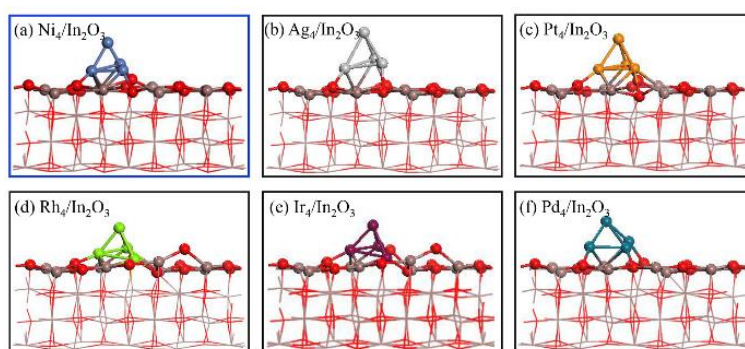 (a) Ni₄/In₂O₃
(b) Ag₄/In₂O₃
(c) Pt₄/In₂O₃
(d) Rh₄/In₂O₃
(e) Ir₄/In₂O₃
(f) Pd₄/In₂O₃